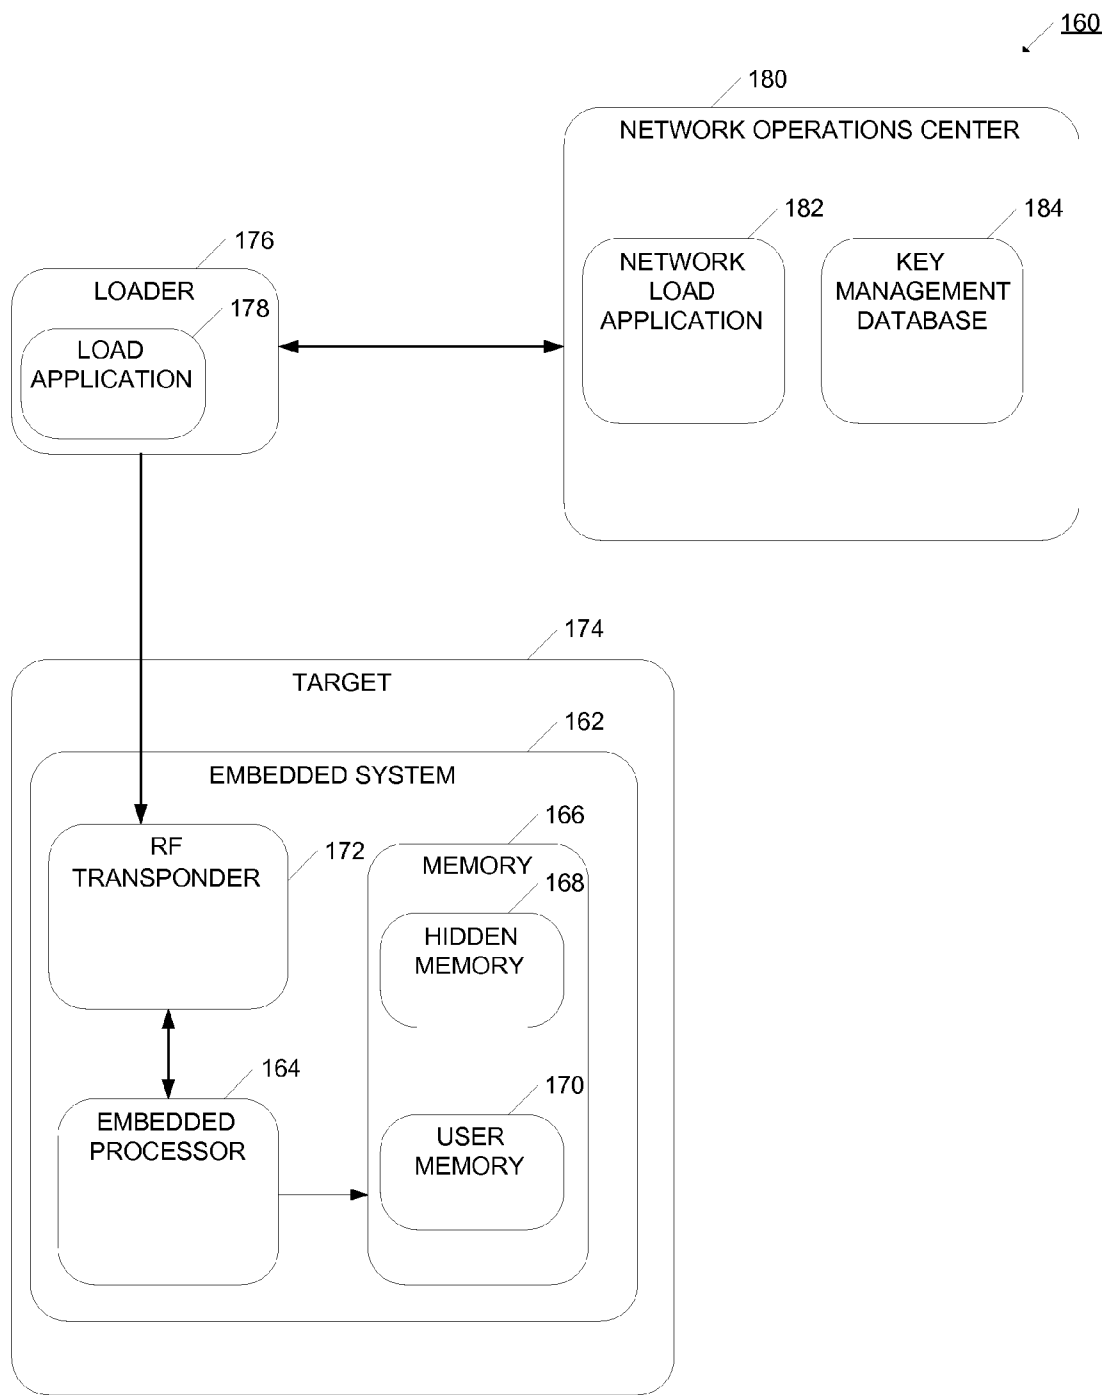 160
180
NETWORK OPERATIONS CENTER
182
184
NETWORK
LOAD
APPLICATION
KEY
MANAGEMENT
DATABASE
176
LOADER
178
LOAD
APPLICATION
174
TARGET
162
EMBEDDED SYSTEM
RF
TRANSPONDER
172
166
MEMORY
168
HIDDEN
MEMORY
164
EMBEDDED
PROCESSOR
170
USER
MEMORY